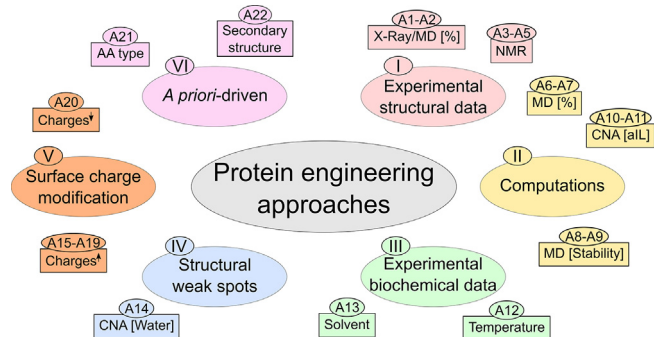 A22
Secondary
structure
A21
AA type
A1-A2
X-Ray/MD [%]
A3-A5
NMR
VI
A priori-driven
I
Experimental
structural data
A6-A7
MD [%]
A10-A11
CNA [aIL]
A20
Charges↓
V
Surface charge
modification
Protein engineering
approaches
II
Computations
A15-A19
Charges↑
IV
Structural
weak spots
III
Experimental
biochemical data
A8-A9
MD [Stability]
A14
CNA [Water]
A13
Solvent
A12
Temperature